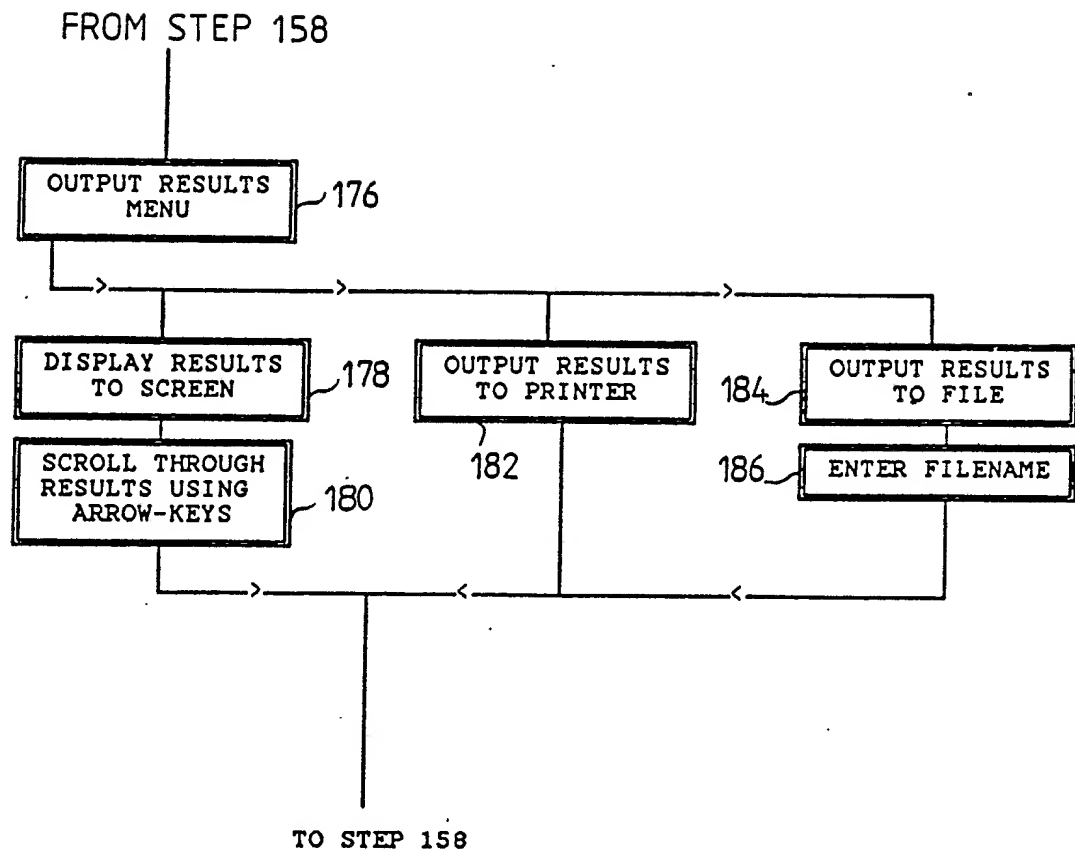 FROM STEP 158
OUTPUT RESULTS
MENU
176
DISPLAY RESULTS
TO SCREEN
178
OUTPUT RESULTS
TO PRINTER
182
184
OUTPUT RESULTS
TO FILE
SCROLL THROUGH
RESULTS USING
ARROW-KEYS
180
186
ENTER FILENAME
TO STEP 158